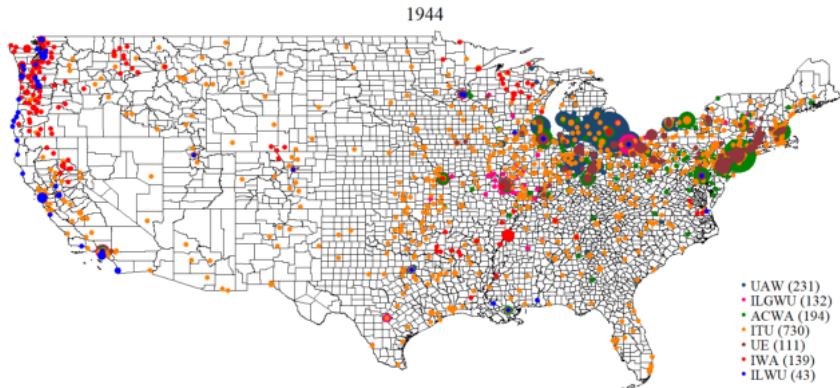 1944
UAW (231)
ILGWU (132)
ACWA (194)
ITU (730)
UE (111)
IWA (139)
ILWU (43)